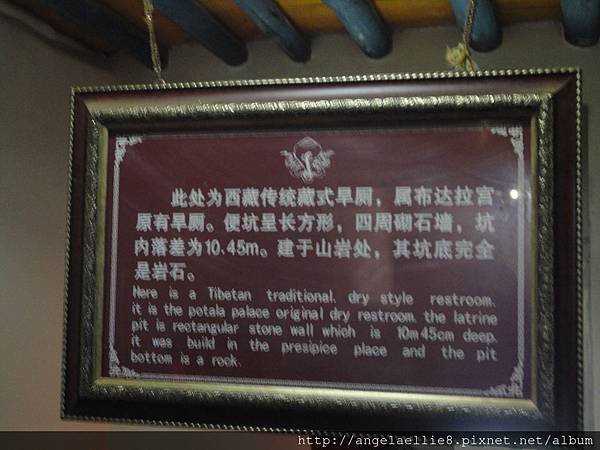 此处为西藏传统藏式旱厕，属布达拉宫
原有旱厕。便坑呈长方形，四周砌石墙，坑
内落差为10.45m。建于山岩处，其坑底完全
是岩石。
Here is a Tibetan traditional. dry style restroom.
it is the potala palace original dry restroom. the latrine
pit is rectangular stone wall which is 10m45cm deep.
it was build in the presipice place and the pit
bottom is a rock.
http://angelaellie8.pixnet.net/album